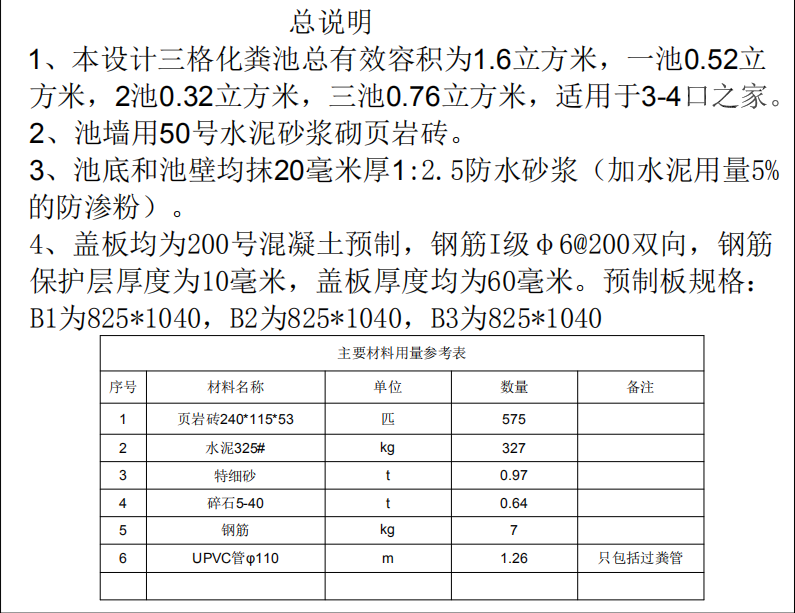 总说明
1、本设计三格化粪池总有效容积为1.6立方米，一池0.52立
方米，2池0.32立方米，三池0.76立方米，适用于3-4口之家。
2、池墙用50号水泥砂浆砌页岩砖。
3、池底和池壁均抹20毫米厚1:2.5防水砂浆（加水泥用量5%
的防渗粉）。
4、盖板均为200号混凝土预制，钢筋I级φ6@200双向，钢筋
保护层厚度为10毫米，盖板厚度均为60毫米。预制板规格：
B1为825*1040，B2为825*1040，B3为825*1040
主要材料用量参考表
序号 材料名称 单位 数量 备注
1 页岩砖240*115*53 匹 575
2 水泥325# kg 327
3 特细砂 t 0.97
4 碎石5-40 t 0.64
5 钢筋 kg 7
6 UPVC管φ110 m 1.26 只包括过粪管